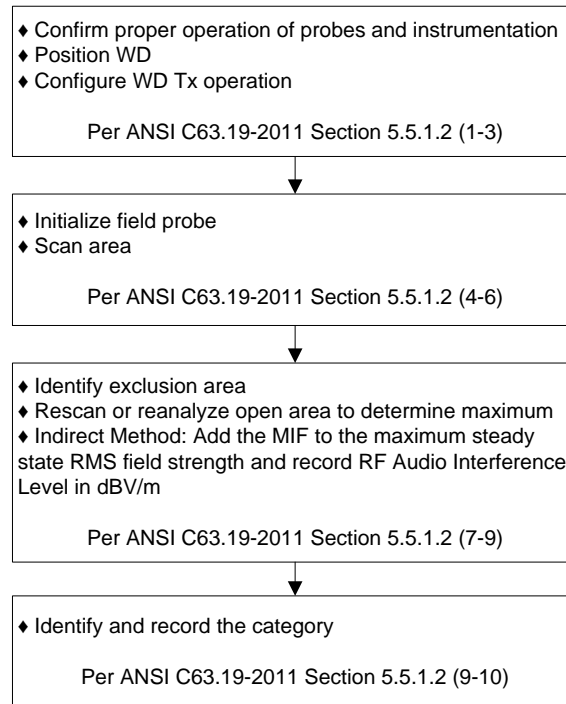 ♦ Confirm proper operation of probes and instrumentation
♦ Position WD
♦ Configure WD Tx operation
Per ANSI C63.19-2011 Section 5.5.1.2 (1-3)
♦ Initialize field probe
♦ Scan area
Per ANSI C63.19-2011 Section 5.5.1.2 (4-6)
♦ Identify exclusion area
♦ Rescan or reanalyze open area to determine maximum
♦ Indirect Method: Add the MIF to the maximum steady
state RMS field strength and record RF Audio Interference
Level in dBV/m
Per ANSI C63.19-2011 Section 5.5.1.2 (7-9)
♦ Identify and record the category
Per ANSI C63.19-2011 Section 5.5.1.2 (9-10)